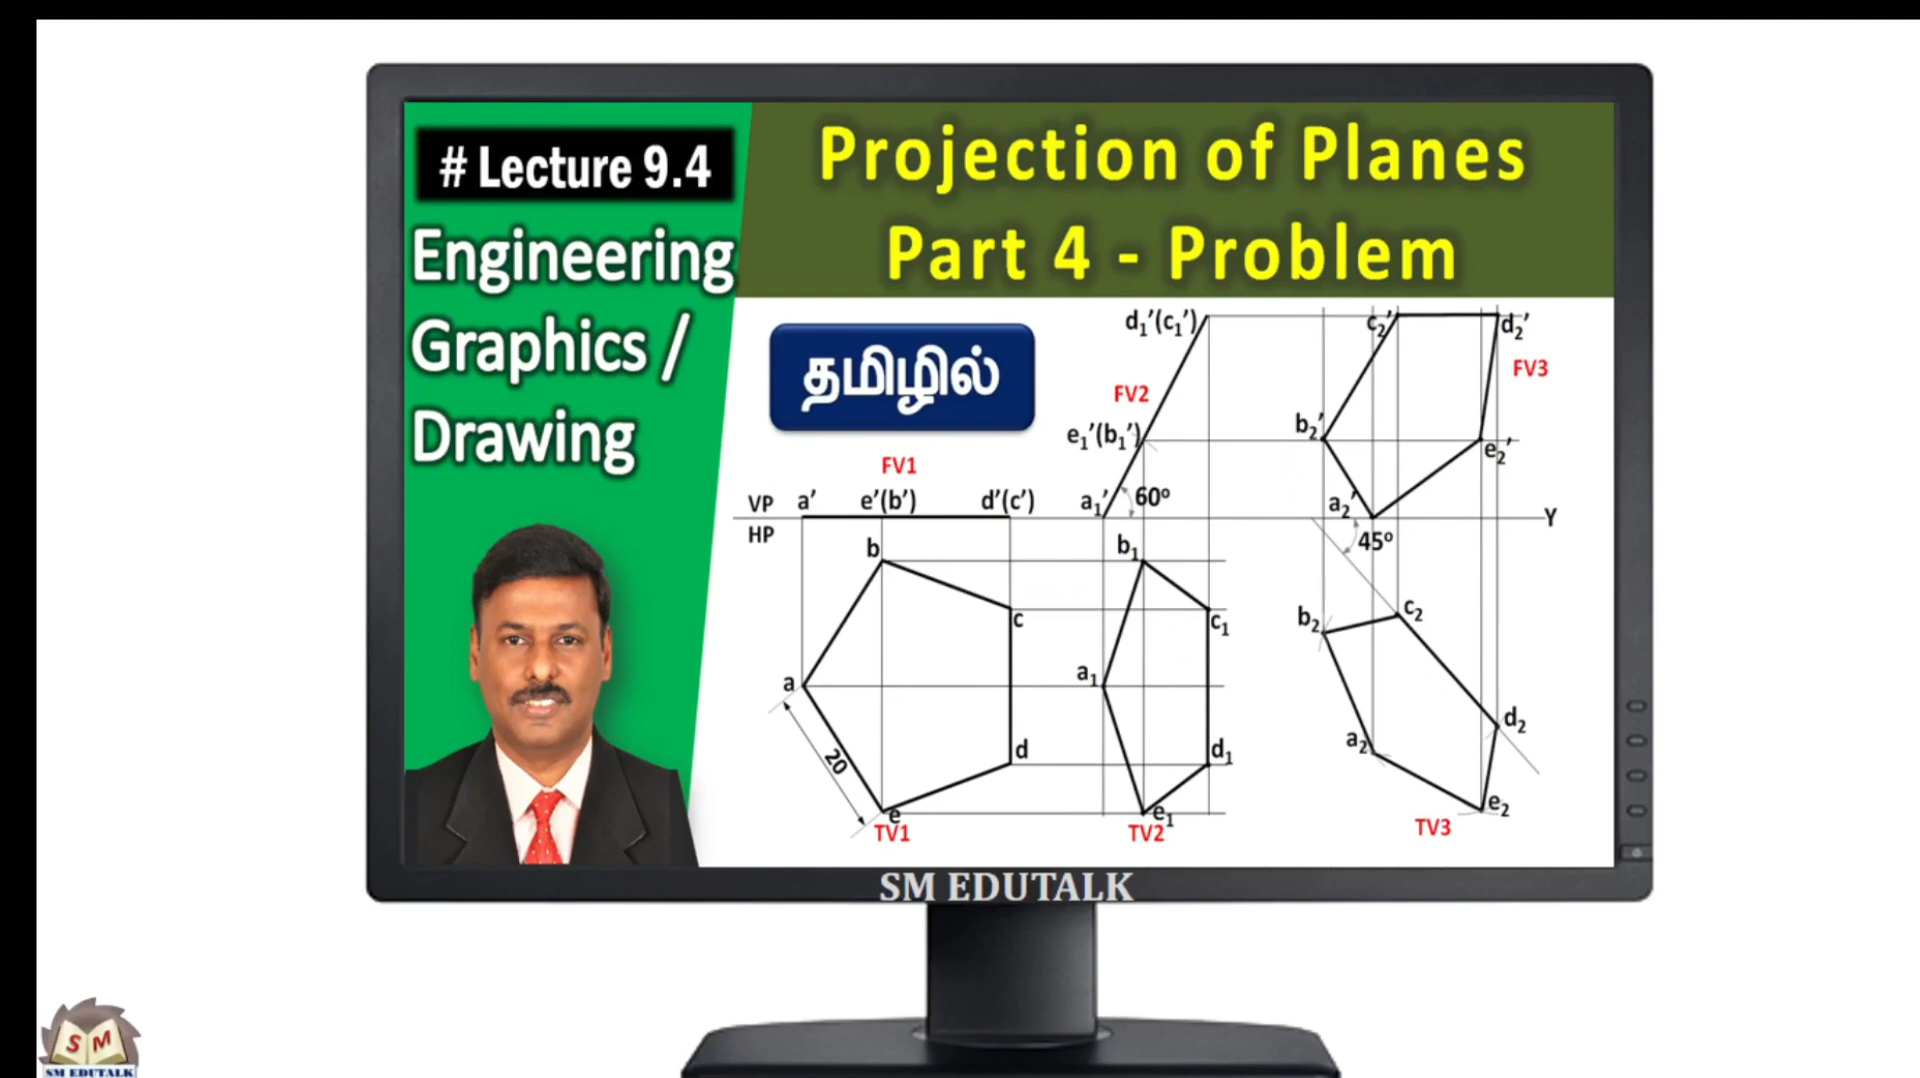 # Lecture 9.4
Engineering
Graphics /
Drawing
Projection of Planes
Part 4 - Problem
தமிழில்
d₁'(c₁')
c₂'
d₂'
FV2
FV3
e₁'(b₁')
b₂'
e₂'
FV1
VP
a'
e'(b')
d'(c')
a₁'
60º
a₂'
Y
HP
45º
b
b₁
c
c₁
b₂
c₂
a
a₁
d
d₁
a₂
d₂
20
e
e₁
e₂
TV1
TV2
TV3
SM EDUTALK
S M
SM EDUTALK